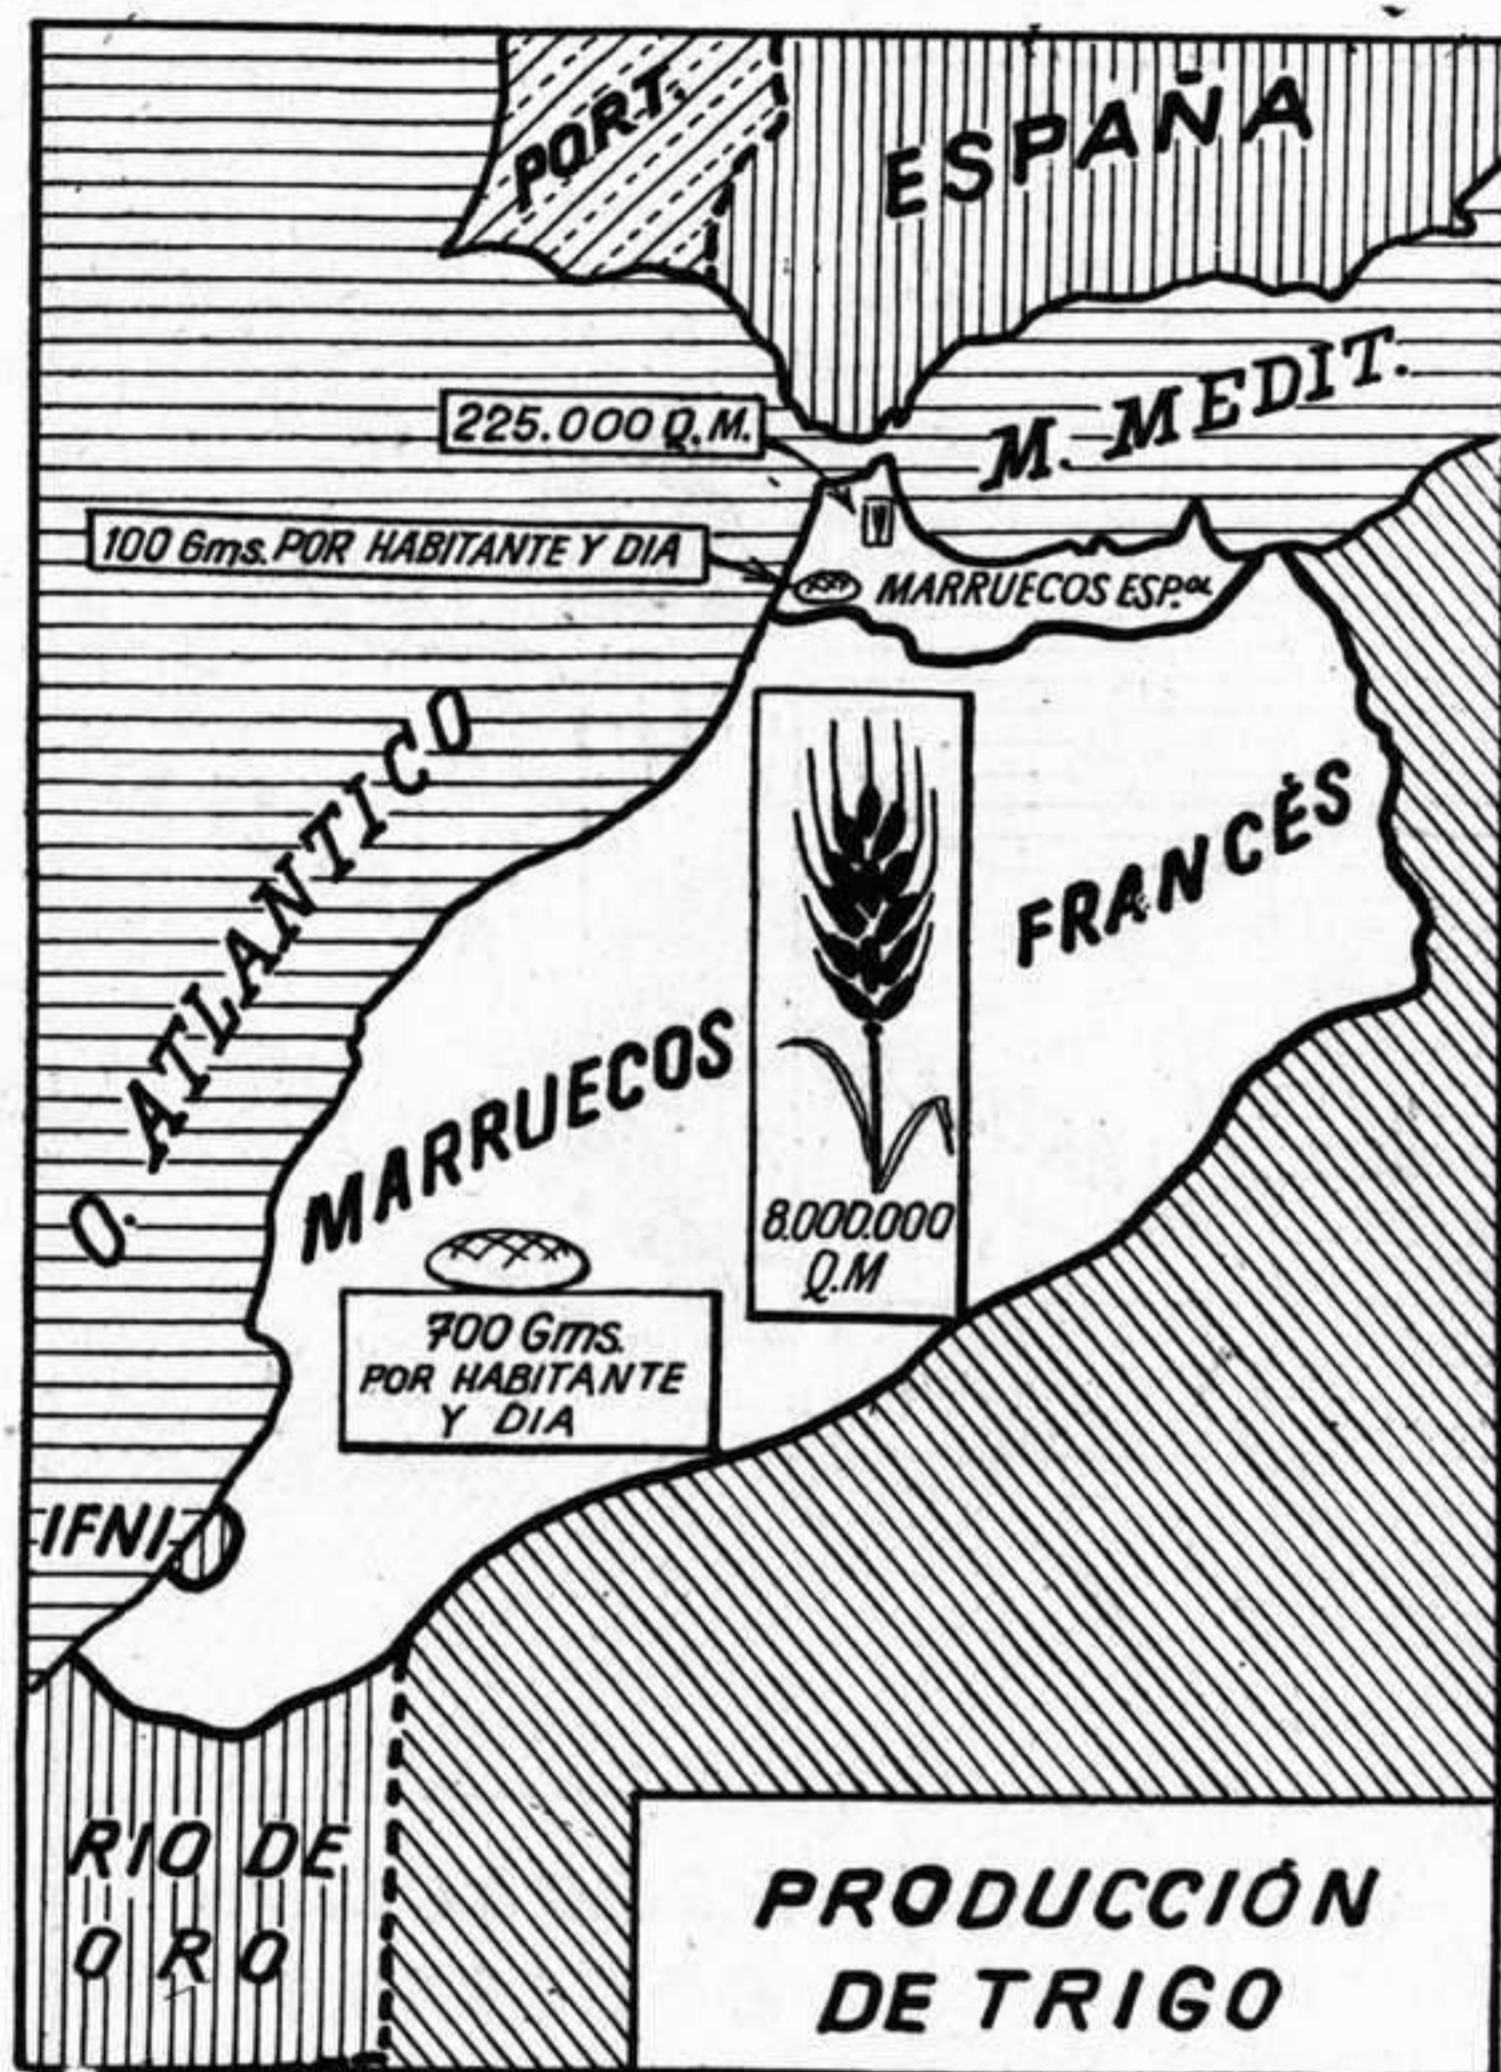 PORT.
ESPAÑA
M. MEDIT.
225.000 Q.M.
100 Gms. POR HABITANTE Y DIA
MARRUECOS ESP.ol
O. ATLANTICO
MARRUECOS FRANCÉS
8.000.000
Q.M
700 Gms.
POR HABITANTE
Y DIA
IFNI
RIO DE
ORO
PRODUCCIÓN
DE TRIGO